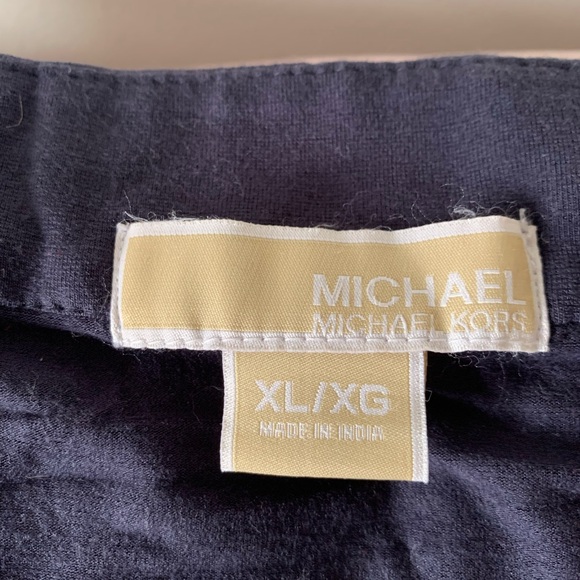 MICHAEL
MICHAEL KORS
XL/XG
MADE IN INDIA